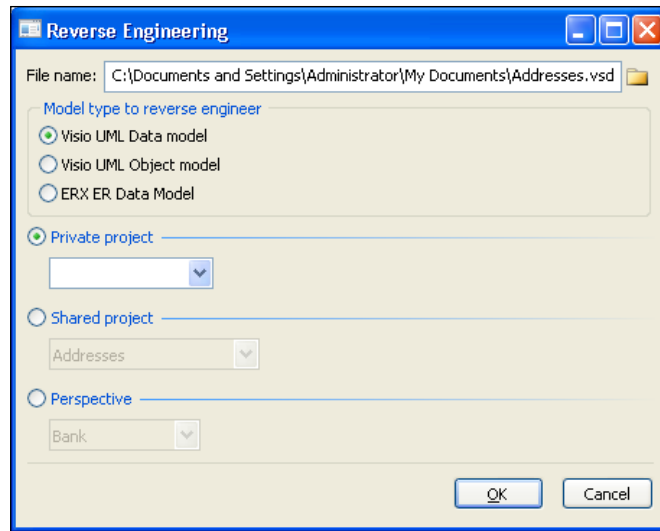 Reverse Engineering
File name: C:\Documents and Settings\Administrator\My Documents\Addresses.vsd
Model type to reverse engineer
Visio UML Data model
Visio UML Object model
ERX ER Data Model
Private project
Shared project
Addresses
Perspective
Bank
OK Cancel